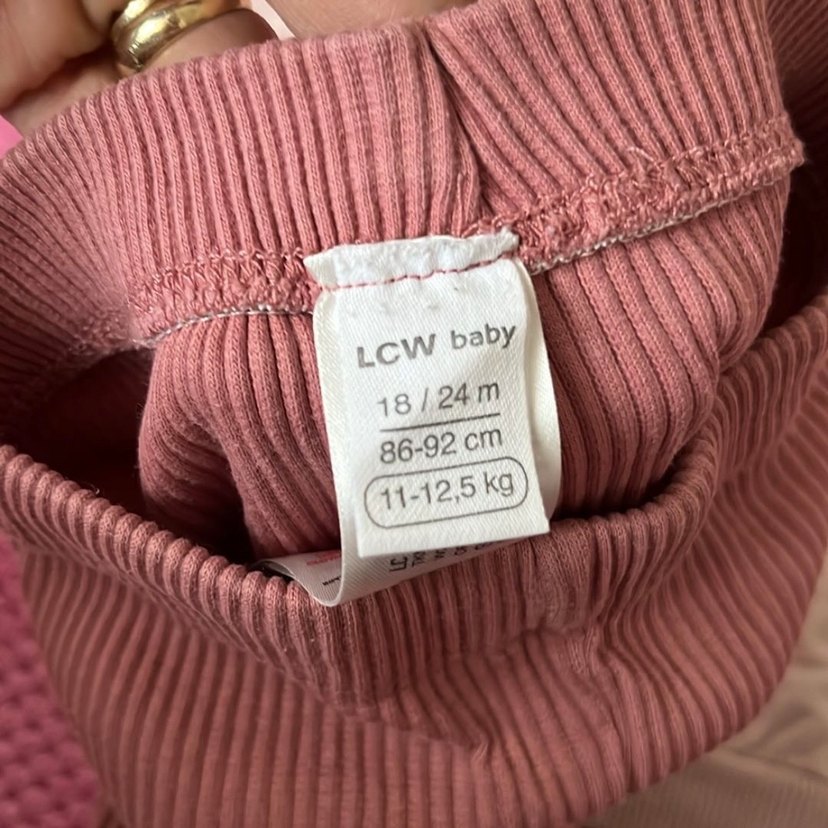 LCW baby
18 / 24 m
86-92 cm
11-12,5 kg